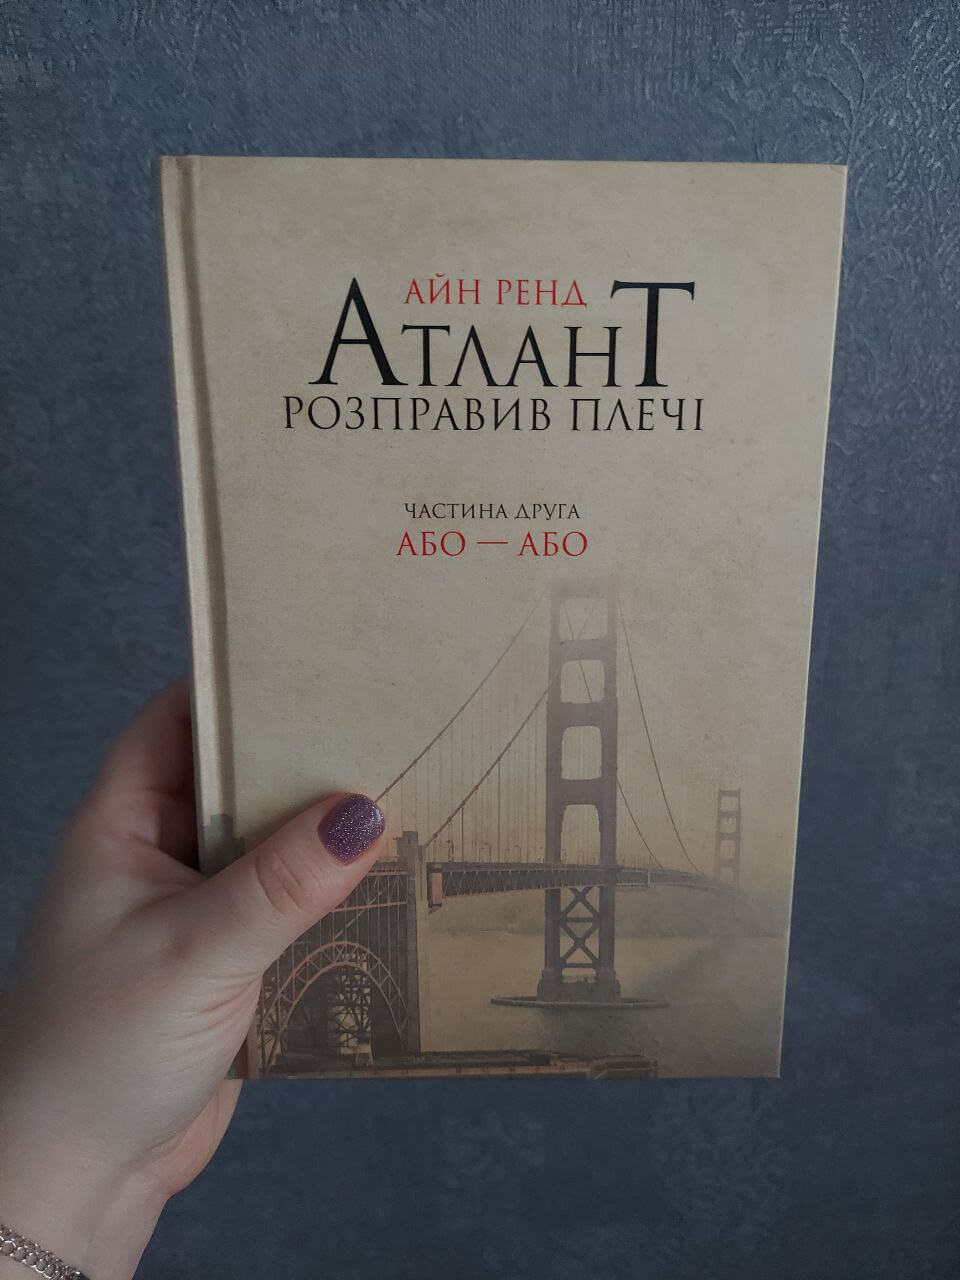 АЙН РЕНД
АТЛАНТ
РОЗПРАВИВ ПЛЕЧІ
ЧАСТИНА ДРУГА
АБО — АБО